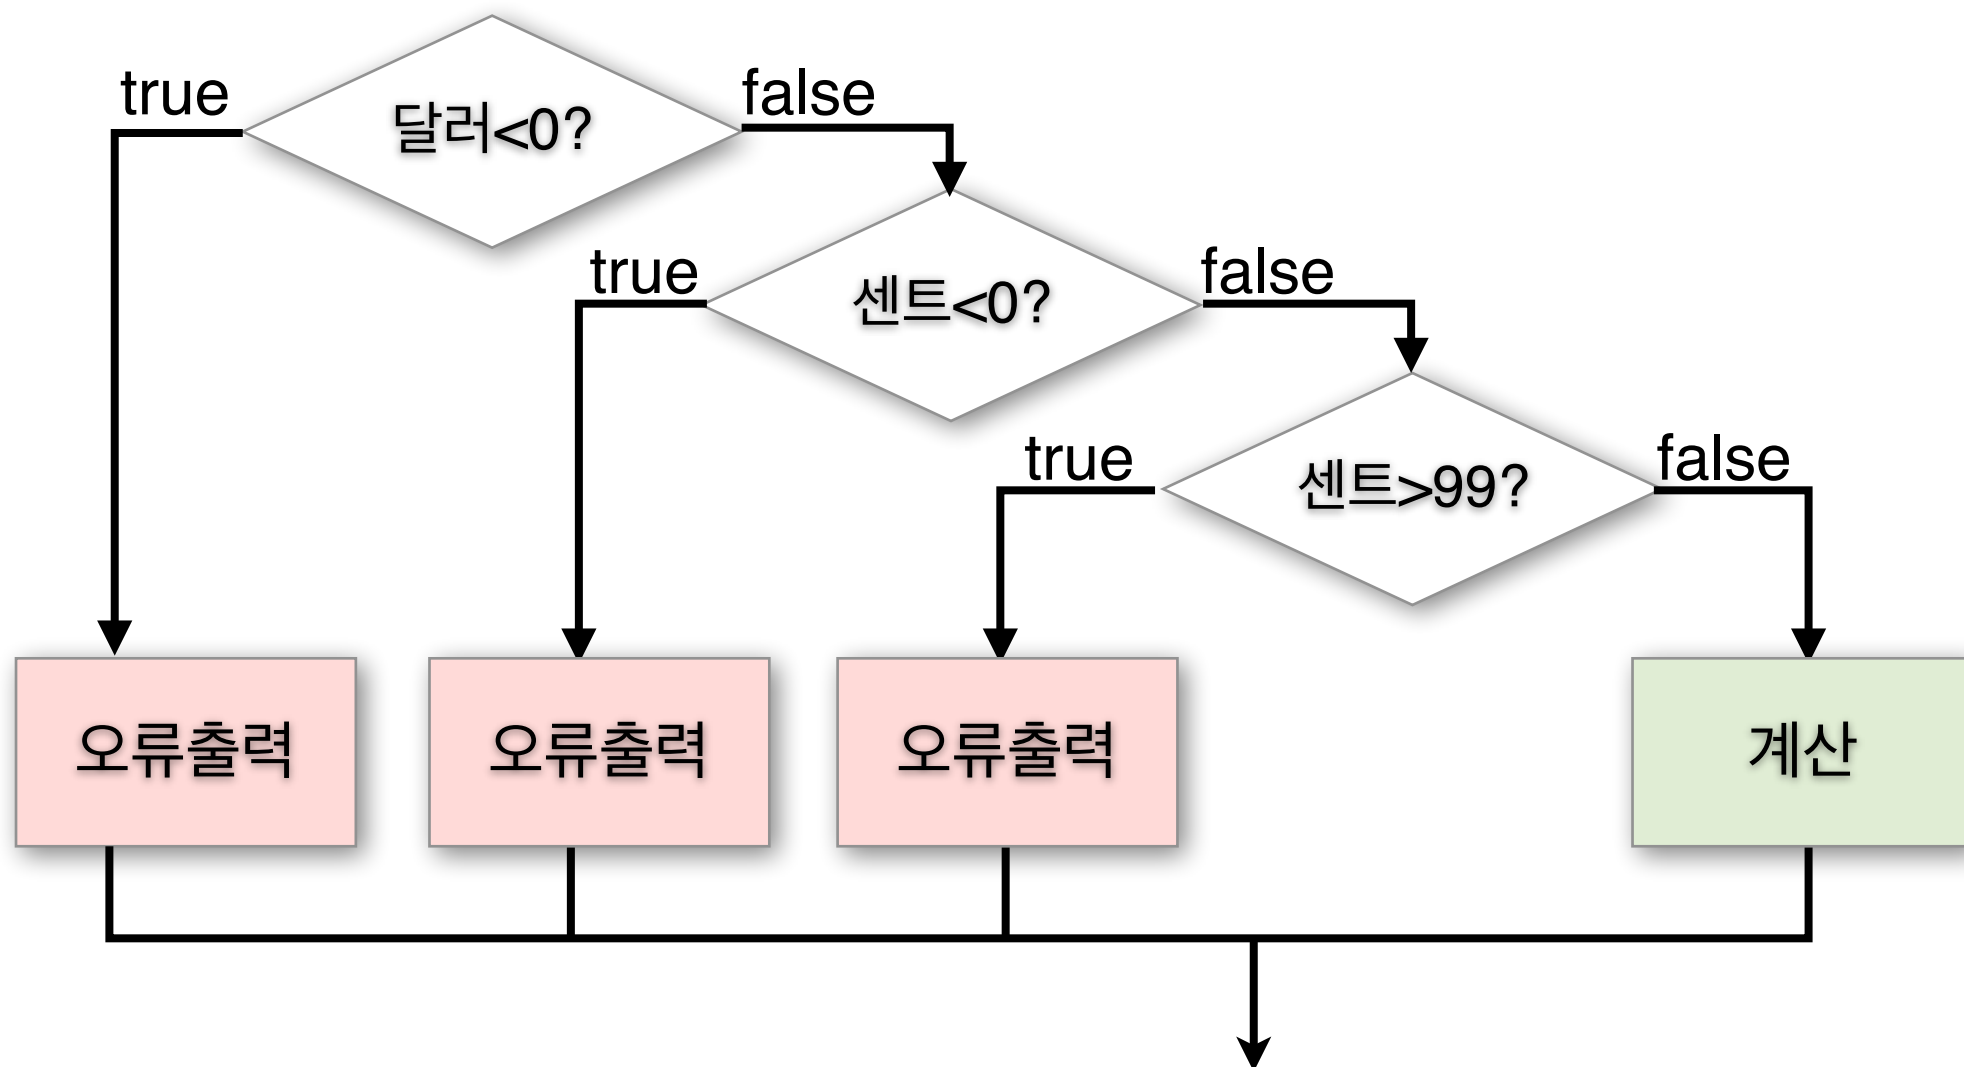 true
달러<0?
false
true
센트<0?
false
true
센트>99?
false
오류출력
오류출력
오류출력
계산